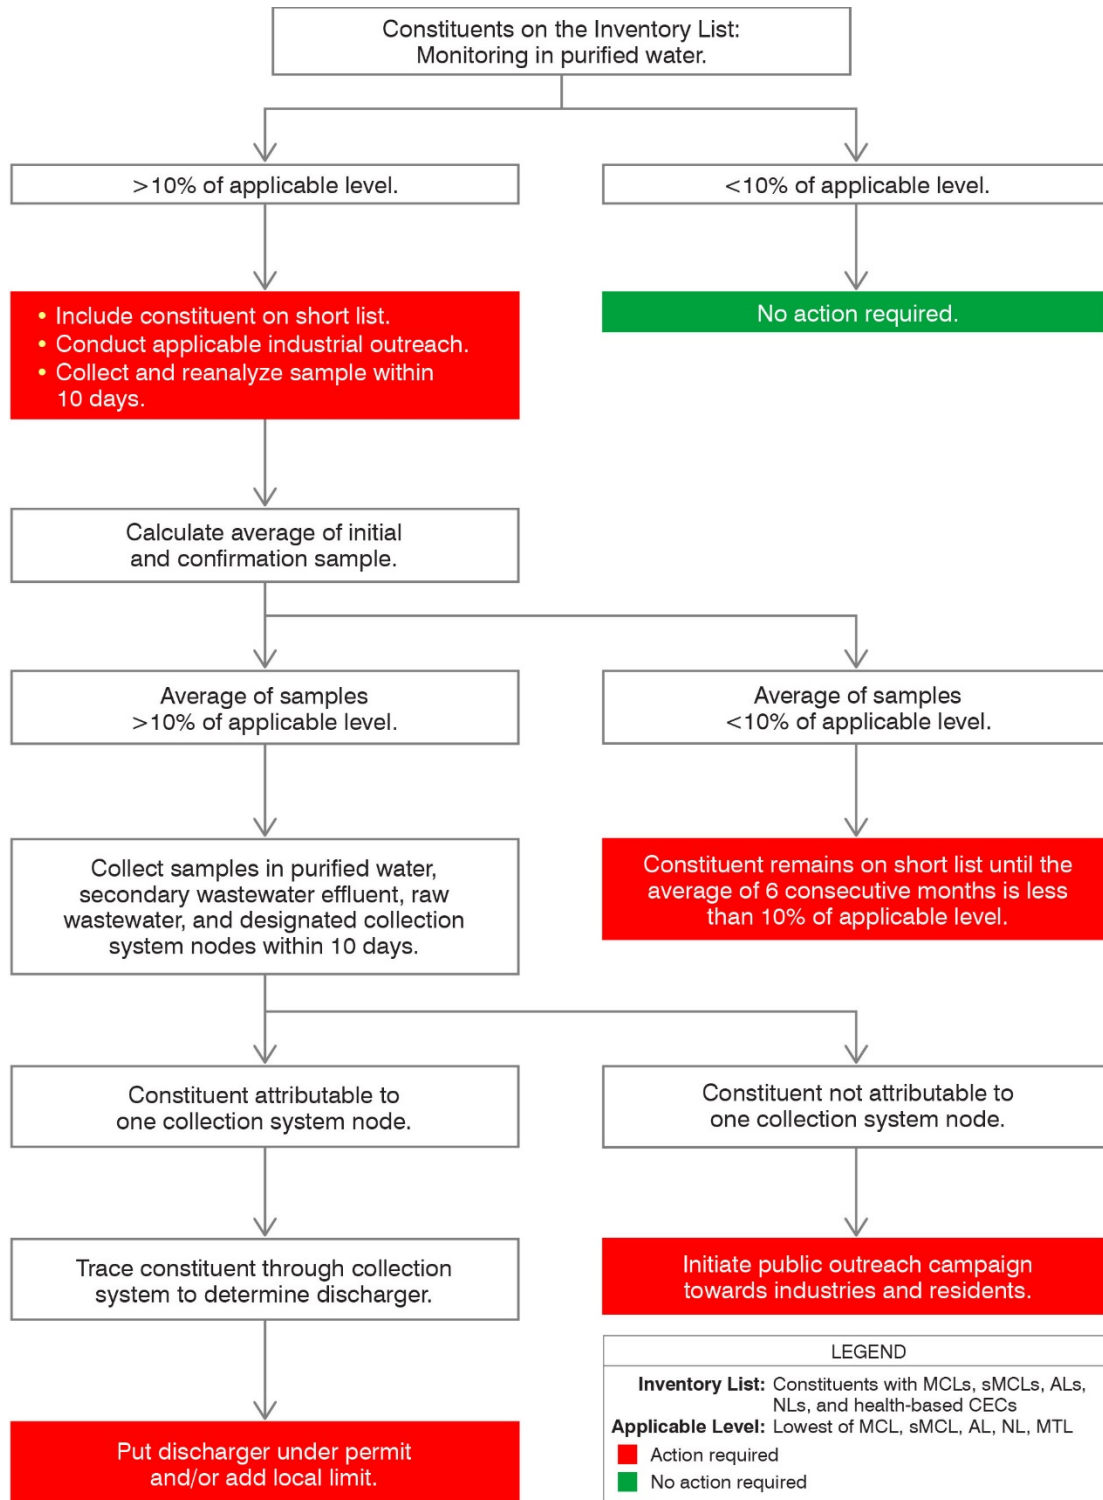 Constituents on the Inventory List:
Monitoring in purified water.
>10% of applicable level.
<10% of applicable level.
• Include constituent on short list.
• Conduct applicable industrial outreach.
• Collect and reanalyze sample within
10 days.
No action required.
Calculate average of initial
and confirmation sample.
Average of samples
>10% of applicable level.
Average of samples
<10% of applicable level.
Collect samples in purified water,
secondary wastewater effluent, raw
wastewater, and designated collection
system nodes within 10 days.
Constituent remains on short list until the
average of 6 consecutive months is less
than 10% of applicable level.
Constituent attributable to
one collection system node.
Constituent not attributable to
one collection system node.
Trace constituent through collection
system to determine discharger.
Initiate public outreach campaign
towards industries and residents.
Put discharger under permit
and/or add local limit.
LEGEND
Inventory List: Constituents with MCLs, sMCLs, ALs,
NLs, and health-based CECs
Applicable Level: Lowest of MCL, sMCL, AL, NL, MTL
Action required
No action required